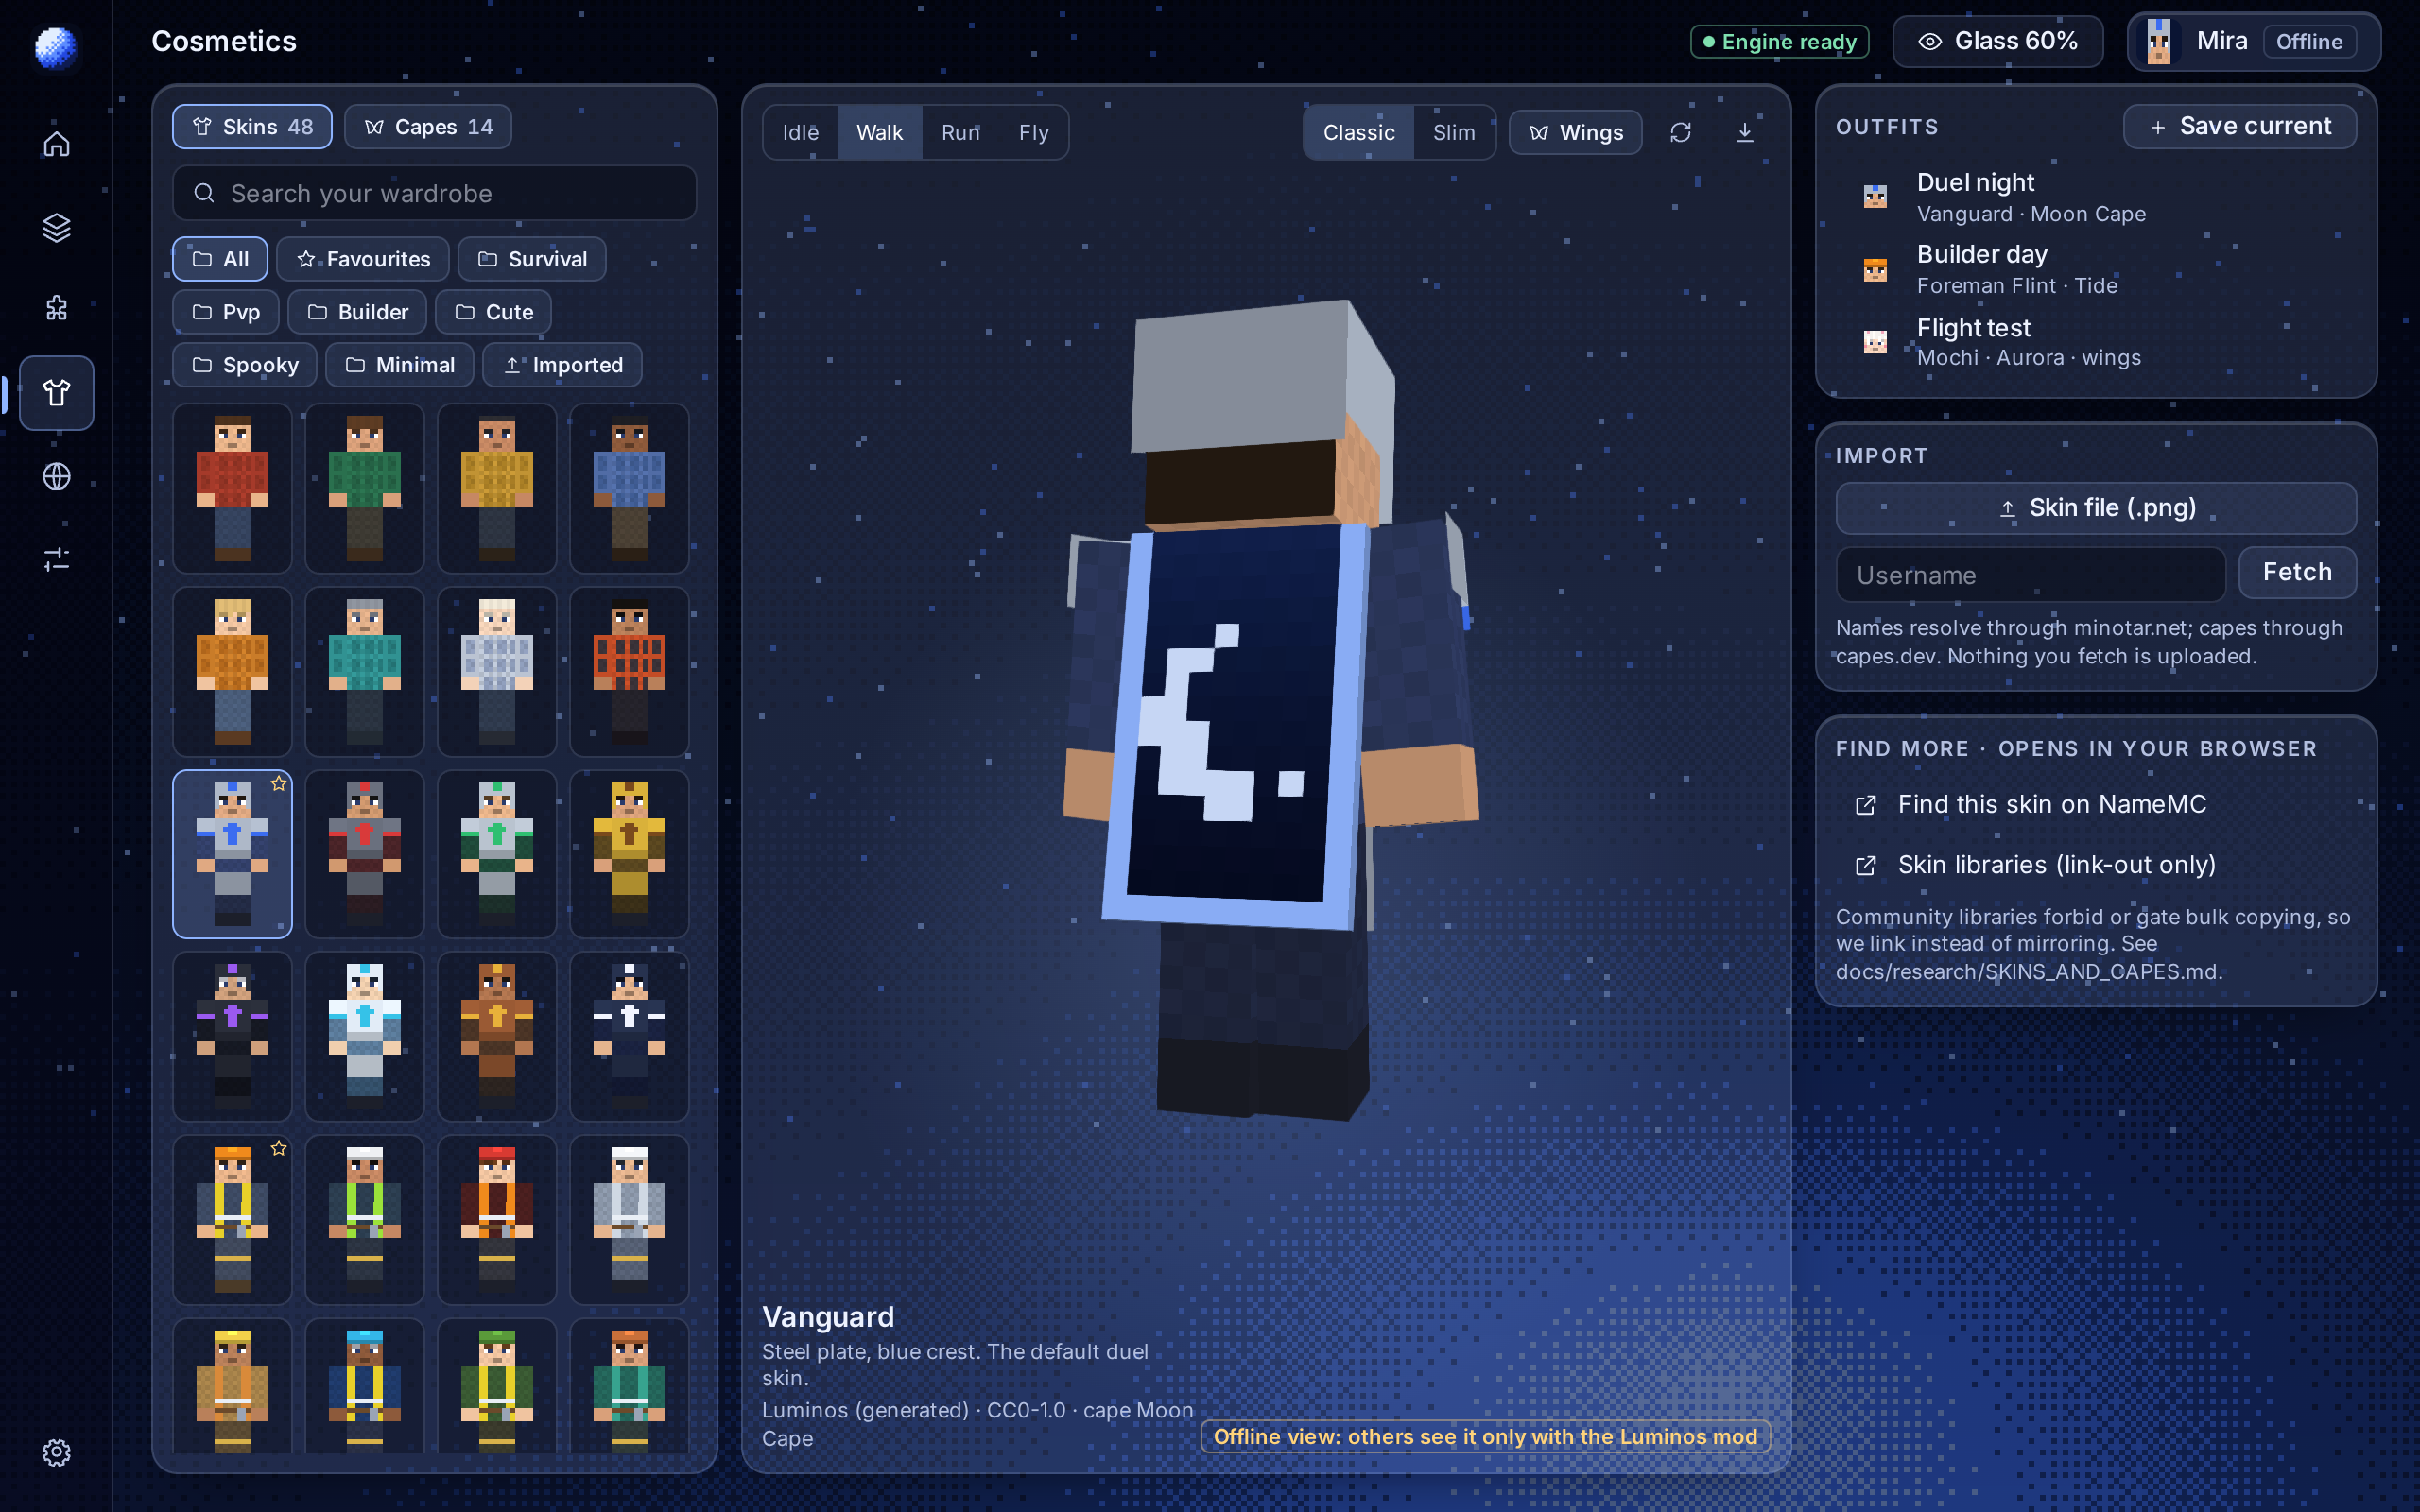 Cosmetics
Engine ready
Glass 60%
Mira
Offline
Skins 48
Capes 14
Search your wardrobe
All
Favourites
Survival
Pvp
Builder
Cute
Spooky
Minimal
Imported
Idle
Walk
Run
Fly
Classic
Slim
Wings
Vanguard
Steel plate, blue crest. The default duel
skin.
Luminos (generated) · CC0-1.0 · cape Moon
Cape
Offline view: others see it only with the Luminos mod
OUTFITS
Save current
Duel night
Vanguard · Moon Cape
Builder day
Foreman Flint · Tide
Flight test
Mochi · Aurora · wings
IMPORT
Skin file (.png)
Username
Fetch
Names resolve through minotar.net; capes through
capes.dev. Nothing you fetch is uploaded.
FIND MORE · OPENS IN YOUR BROWSER
Find this skin on NameMC
Skin libraries (link-out only)
Community libraries forbid or gate bulk copying, so
we link instead of mirroring. See
docs/research/SKINS_AND_CAPES.md.